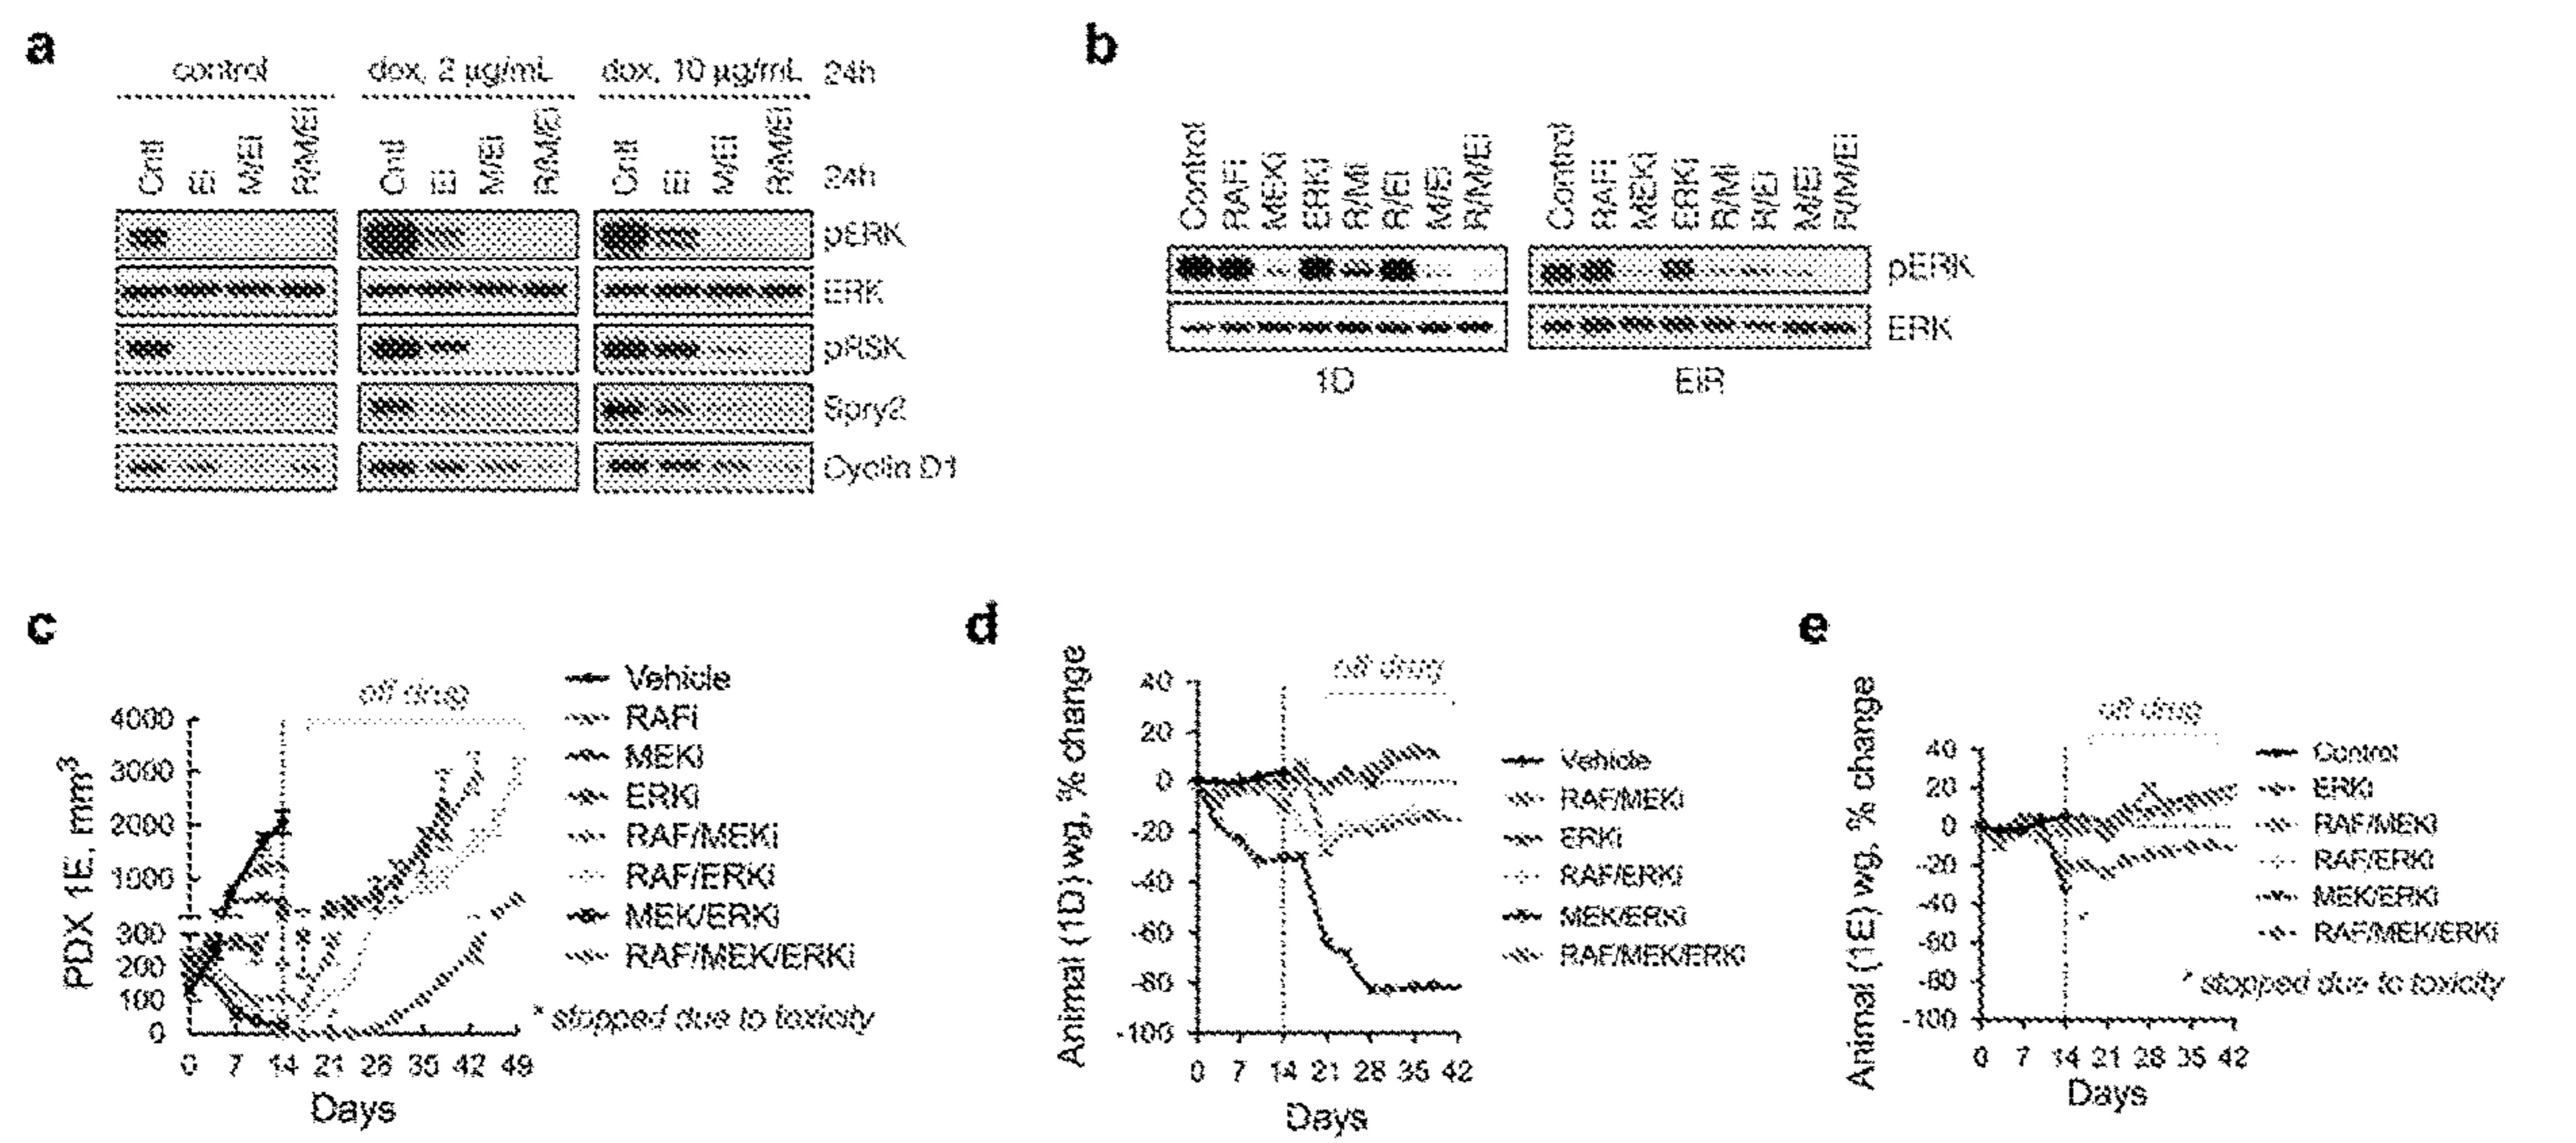 a
control dox, 2 µg/mL dox, 10 µg/mL 24h
Cntl Ei M/Ei R/M/Ei Cntl Ei M/Ei R/M/Ei Cntl Ei M/Ei R/M/Ei 24h
pERK
ERK
pRSK
Spry2
Cyclin D1
b
Control RAFi MEKi ERKi R/Mi R/Ei M/Ei R/M/Ei Control RAFi MEKi ERKi R/Mi R/Ei M/Ei R/M/Ei
pERK
ERK
1D EiR
c
PDX 1E, mm³
4000
3000
2000
1000
300
200
100
0
0 7 14 21 28 35 42 49
Days
off drug
Vehicle
RAFi
MEKi
ERKi
RAF/MEKi
RAF/ERKi
MEK/ERKi
RAF/MEK/ERKi
* stopped due to toxicity
d
Animal (1D) wg, % change
40
20
0
-20
-40
-60
-80
-100
0 7 14 21 28 35 42
Days
off drug
Vehicle
RAF/MEKi
ERKi
RAF/ERKi
MEK/ERKi
RAF/MEK/ERKi
e
Animal (1E) wg, % change
40
20
0
-20
-40
-60
-80
-100
0 7 14 21 28 35 42
Days
off drug
Control
ERKi
RAF/MEKi
RAF/ERKi
MEK/ERKi
RAF/MEK/ERKi
* stopped due to toxicity